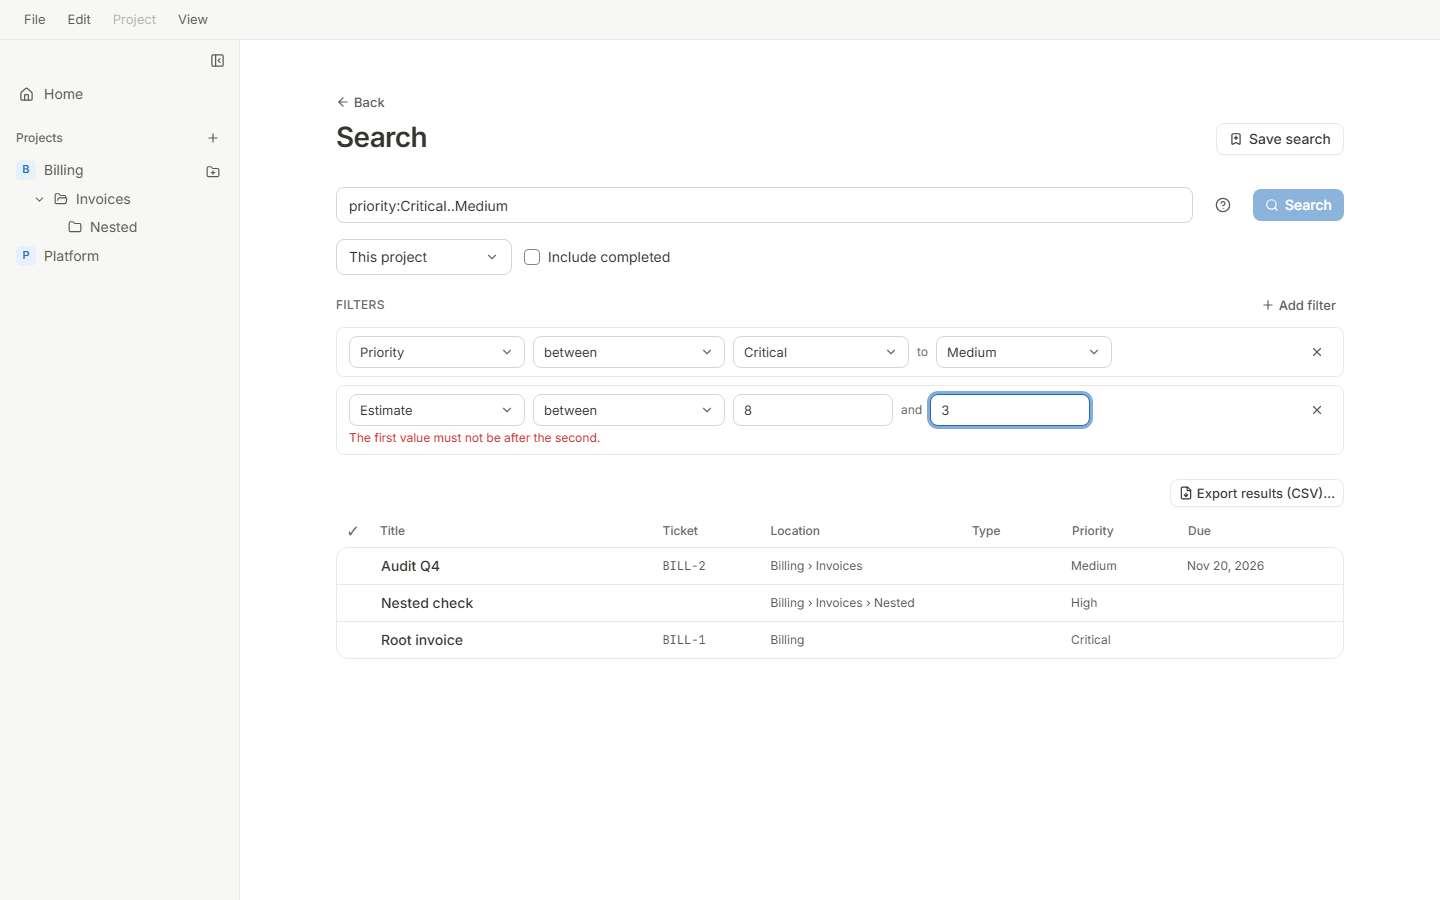 File Edit Project View
Home
Projects
B Billing
Invoices
Nested
P Platform
Back
Search
Save search
priority:Critical..Medium
Search
This project
Include completed
FILTERS
Add filter
Priority between Critical to Medium
Estimate between 8 and 3
The first value must not be after the second.
Export results (CSV)...
✓ Title Ticket Location Type Priority Due
Audit Q4 BILL-2 Billing › Invoices Medium Nov 20, 2026
Nested check Billing › Invoices › Nested High
Root invoice BILL-1 Billing Critical